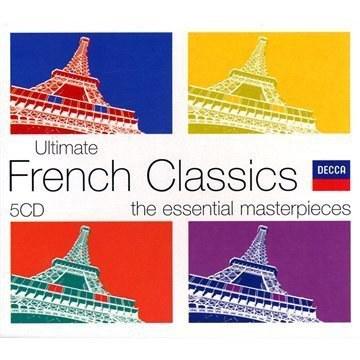 Ultimate
French Classics
DECCA
5CD
the essential masterpieces